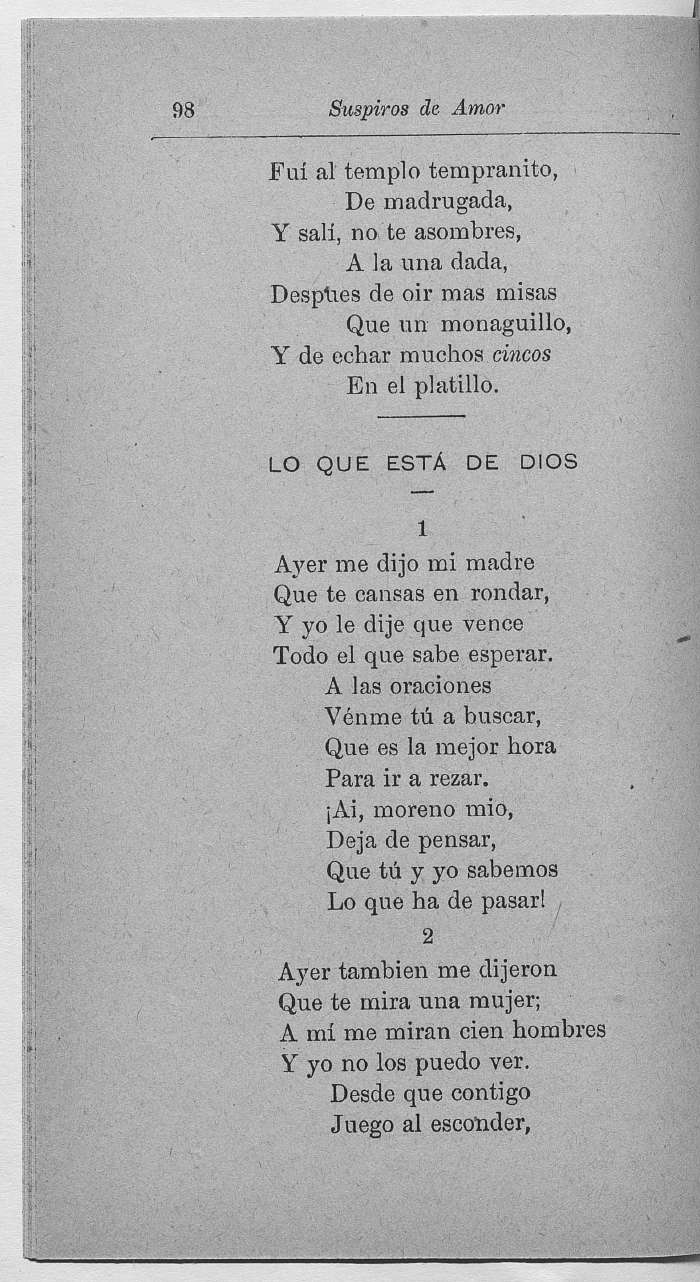 98 Suspiros de Amor
Fuí al templo tempranito,
De madrugada,
Y salí, no te asombres,
A la una dada,
Despues de oir mas misas
Que un monaguillo,
Y de echar muchos cincos
En el platillo.
LO QUE ESTÁ DE DIOS
1
Ayer me dijo mi madre
Que te cansas en rondar,
Y yo le dije que vence
Todo el que sabe esperar.
A las oraciones
Vénme tú a buscar,
Que es la mejor hora
Para ir a rezar.
¡Ai, moreno mio,
Deja de pensar,
Que tú y yo sabemos
Lo que ha de pasar!
2
Ayer tambien me dijeron
Que te mira una mujer;
A mí me miran cien hombres
Y yo no los puedo ver.
Desde que contigo
Juego al esconder,